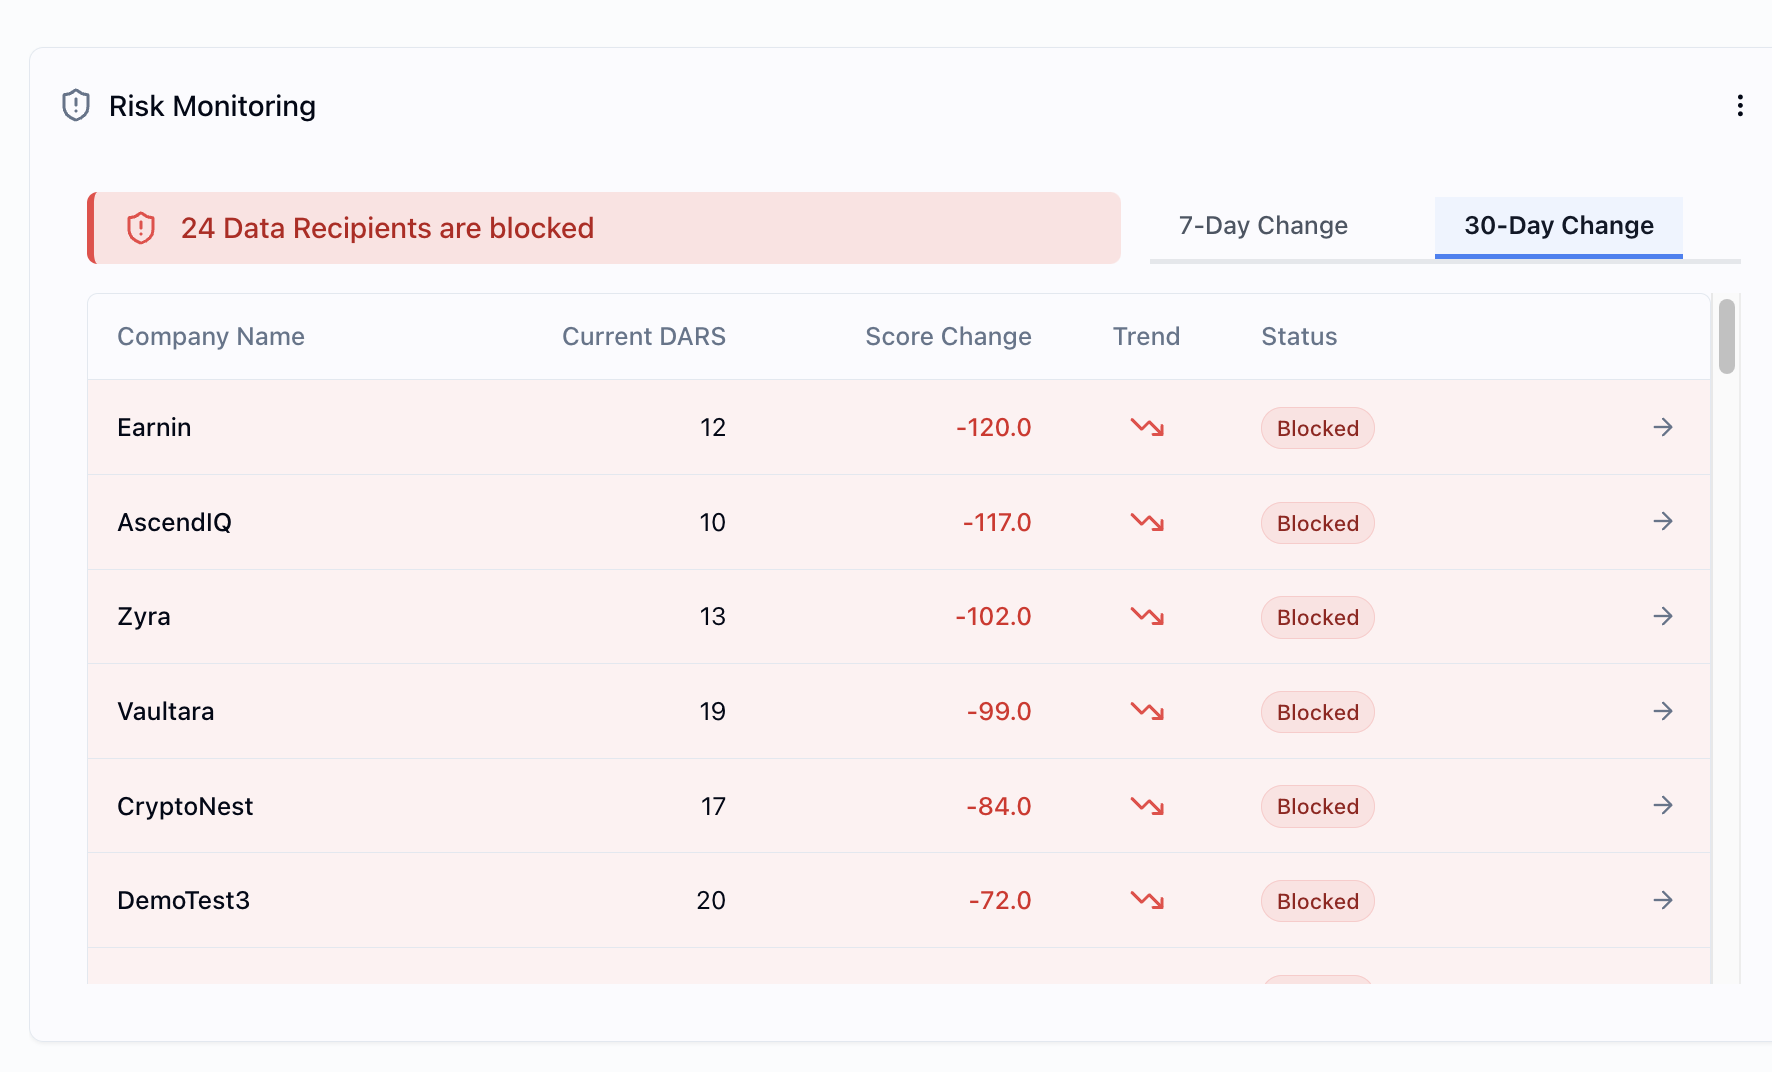 Risk Monitoring
24 Data Recipients are blocked
7-Day Change 30-Day Change
Company Name Current DARS Score Change Trend Status
Earnin 12 -120.0 Blocked
AscendIQ 10 -117.0 Blocked
Zyra 13 -102.0 Blocked
Vaultara 19 -99.0 Blocked
CryptoNest 17 -84.0 Blocked
DemoTest3 20 -72.0 Blocked